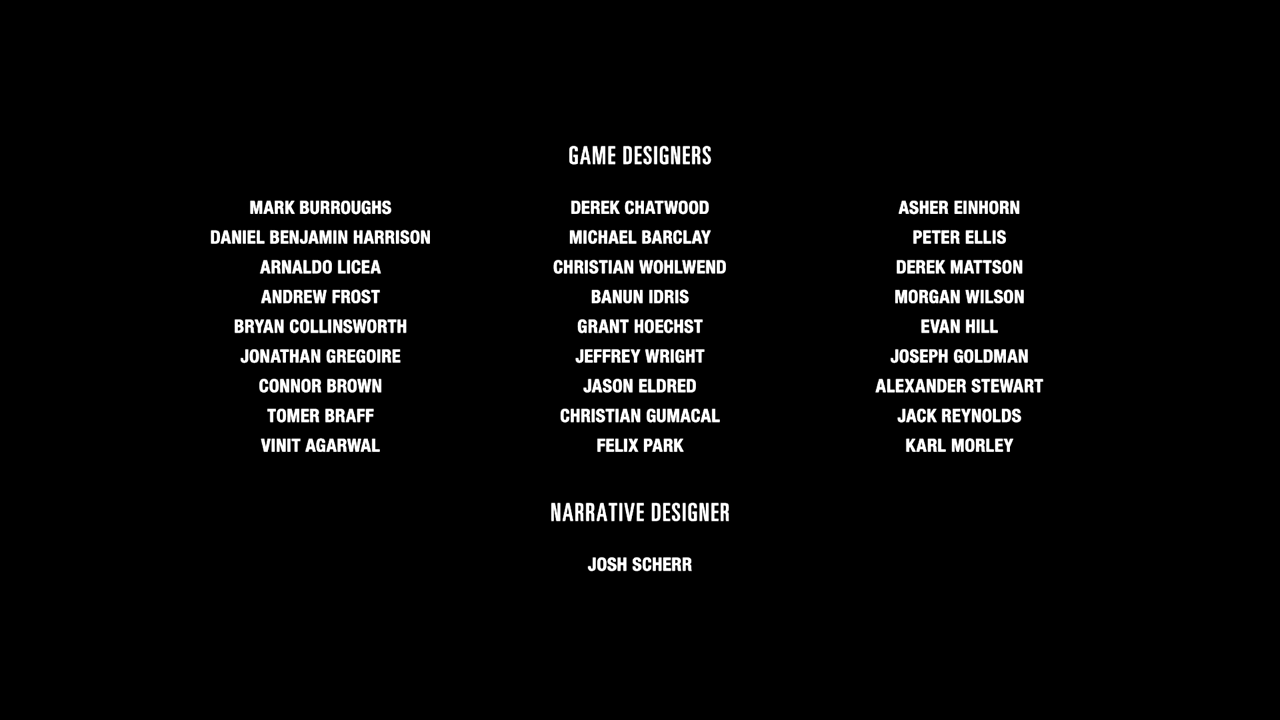 GAME DESIGNERS
MARK BURROUGHS DEREK CHATWOOD ASHER EINHORN
DANIEL BENJAMIN HARRISON MICHAEL BARCLAY PETER ELLIS
ARNALDO LICEA CHRISTIAN WOHLWEND DEREK MATTSON
ANDREW FROST BANUN IDRIS MORGAN WILSON
BRYAN COLLINSWORTH GRANT HOECHST EVAN HILL
JONATHAN GREGOIRE JEFFREY WRIGHT JOSEPH GOLDMAN
CONNOR BROWN JASON ELDRED ALEXANDER STEWART
TOMER BRAFF CHRISTIAN GUMACAL JACK REYNOLDS
VINIT AGARWAL FELIX PARK KARL MORLEY
NARRATIVE DESIGNER
JOSH SCHERR